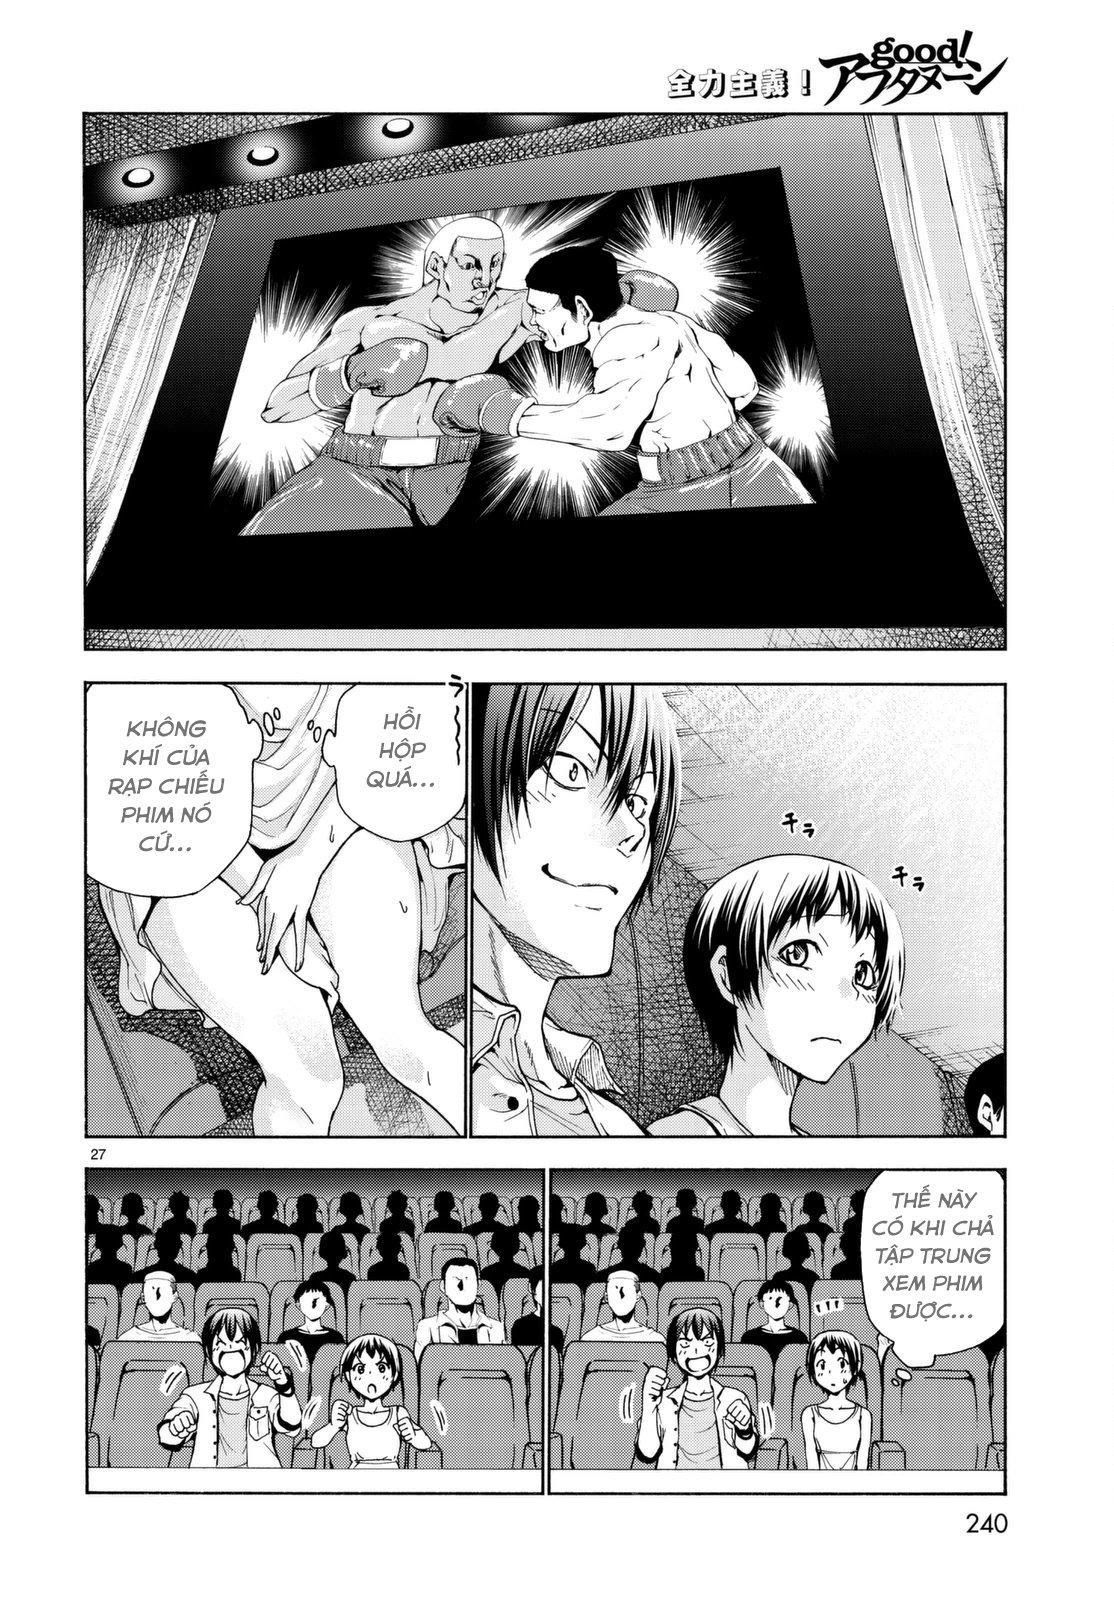 good!
全力主義！アフタヌーン
KHÔNG
KHÍ CỦA
RẠP CHIẾU
PHIM NÓ
CỨ...
HỒI
HỘP
QUÁ...
う
チラ
チラ
27
THẾ NÀY
CÓ KHI CHẢ
TẬP TRUNG
XEM PHIM
ĐƯỢC...
240